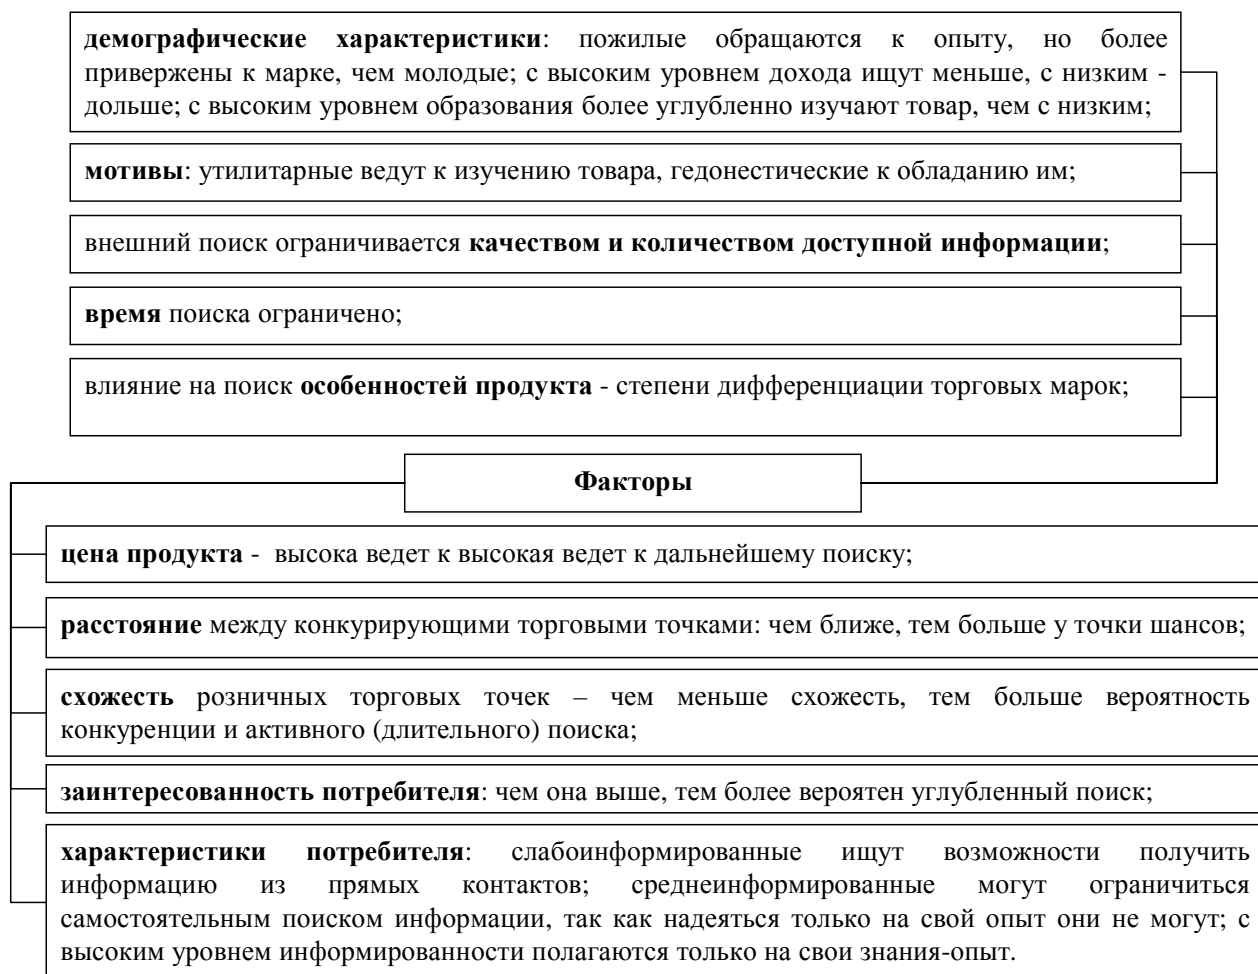 демографические характеристики: пожилые обращаются к опыту, но более
привержены к марке, чем молодые; с высоким уровнем дохода ищут меньше, с низким -
дольше; с высоким уровнем образования более углубленно изучают товар, чем с низким;
мотивы: утилитарные ведут к изучению товара, гедонестические к обладанию им;
внешний поиск ограничивается качеством и количеством доступной информации;
время поиска ограничено;
влияние на поиск особенностей продукта - степени дифференциации торговых марок;
Факторы
цена продукта - высока ведет к высокая ведет к дальнейшему поиску;
расстояние между конкурирующими торговыми точками: чем ближе, тем больше у точки шансов;
схожесть розничных торговых точек – чем меньше схожесть, тем больше вероятность
конкуренции и активного (длительного) поиска;
заинтересованность потребителя: чем она выше, тем более вероятен углубленный поиск;
характеристики потребителя: слабоинформированные ищут возможности получить
информацию из прямых контактов; среднеинформированные могут ограничиться
самостоятельным поиском информации, так как надеяться только на свой опыт они не могут; с
высоким уровнем информированности полагаются только на свои знания-опыт.